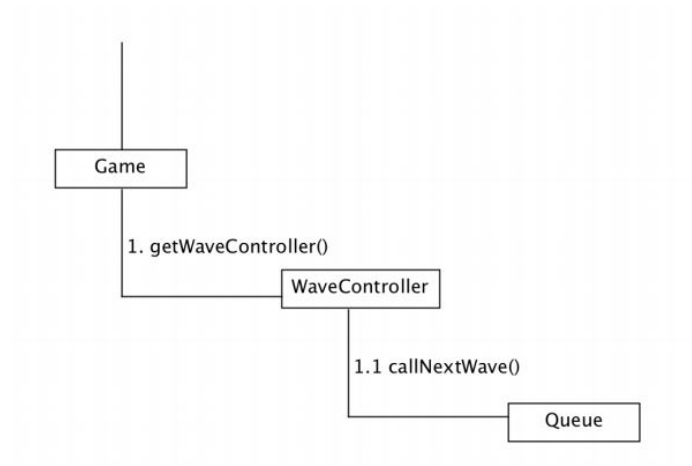 Game
1. getWaveController()
WaveController
1.1 callNextWave()
Queue